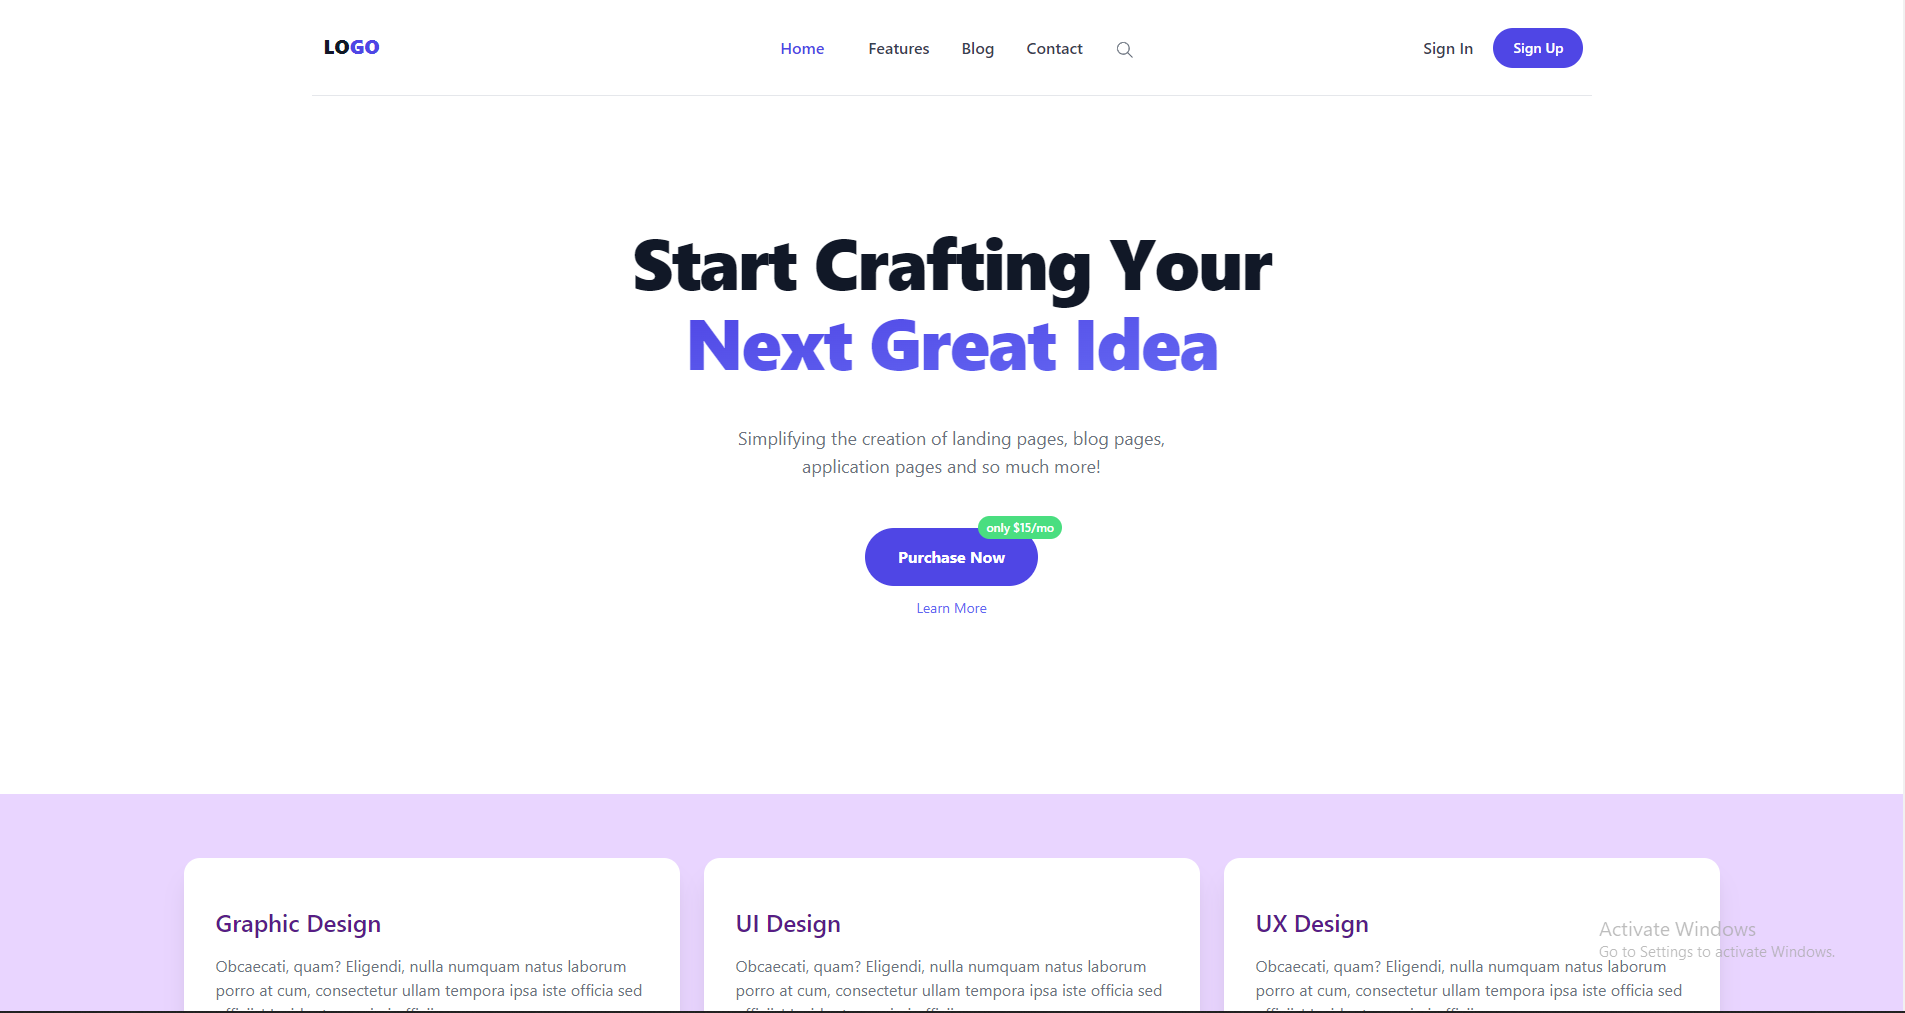 LOGO
Home Features Blog Contact
Sign In Sign Up
Start Crafting Your
Next Great Idea
Simplifying the creation of landing pages, blog pages,
application pages and so much more!
only $15/mo
Purchase Now
Learn More
Graphic Design
Obcaecati, quam? Eligendi, nulla numquam natus laborum
porro at cum, consectetur ullam tempora ipsa iste officia sed
UI Design
Obcaecati, quam? Eligendi, nulla numquam natus laborum
porro at cum, consectetur ullam tempora ipsa iste officia sed
UX Design
Obcaecati, quam? Eligendi, nulla numquam natus laborum
porro at cum, consectetur ullam tempora ipsa iste officia sed
Activate Windows
Go to Settings to activate Windows.